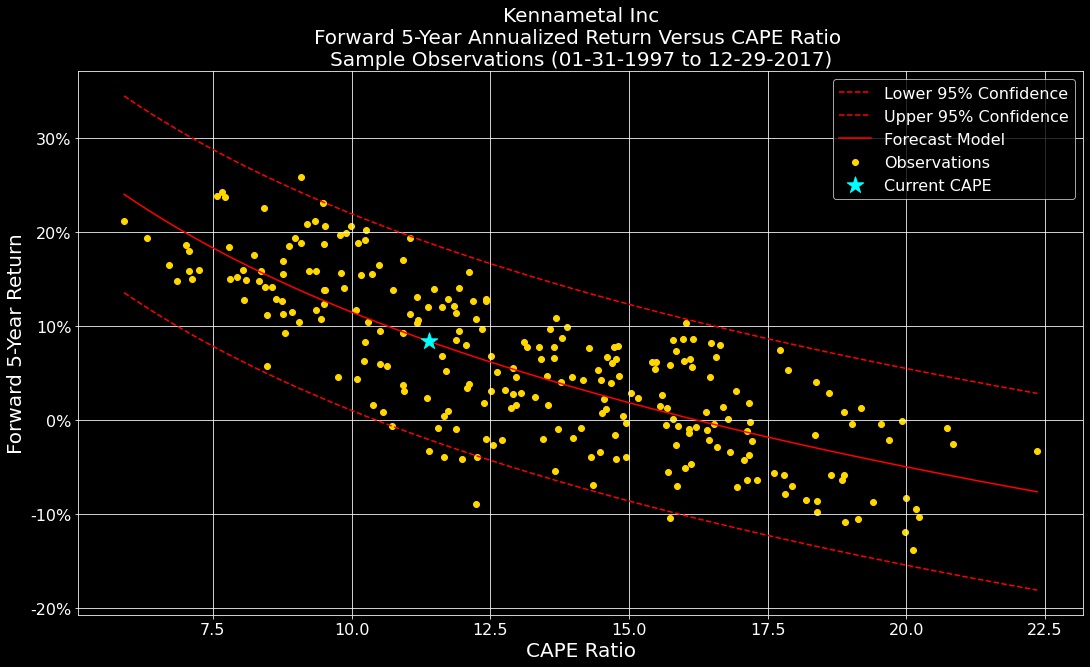 Kennametal Inc
Forward 5-Year Annualized Return Versus CAPE Ratio
Sample Observations (01-31-1997 to 12-29-2017)
Lower 95% Confidence
Upper 95% Confidence
Forecast Model
Observations
Current CAPE
Forward 5-Year Return
30%
20%
10%
0%
-10%
-20%
7.5 10.0 12.5 15.0 17.5 20.0 22.5
CAPE Ratio